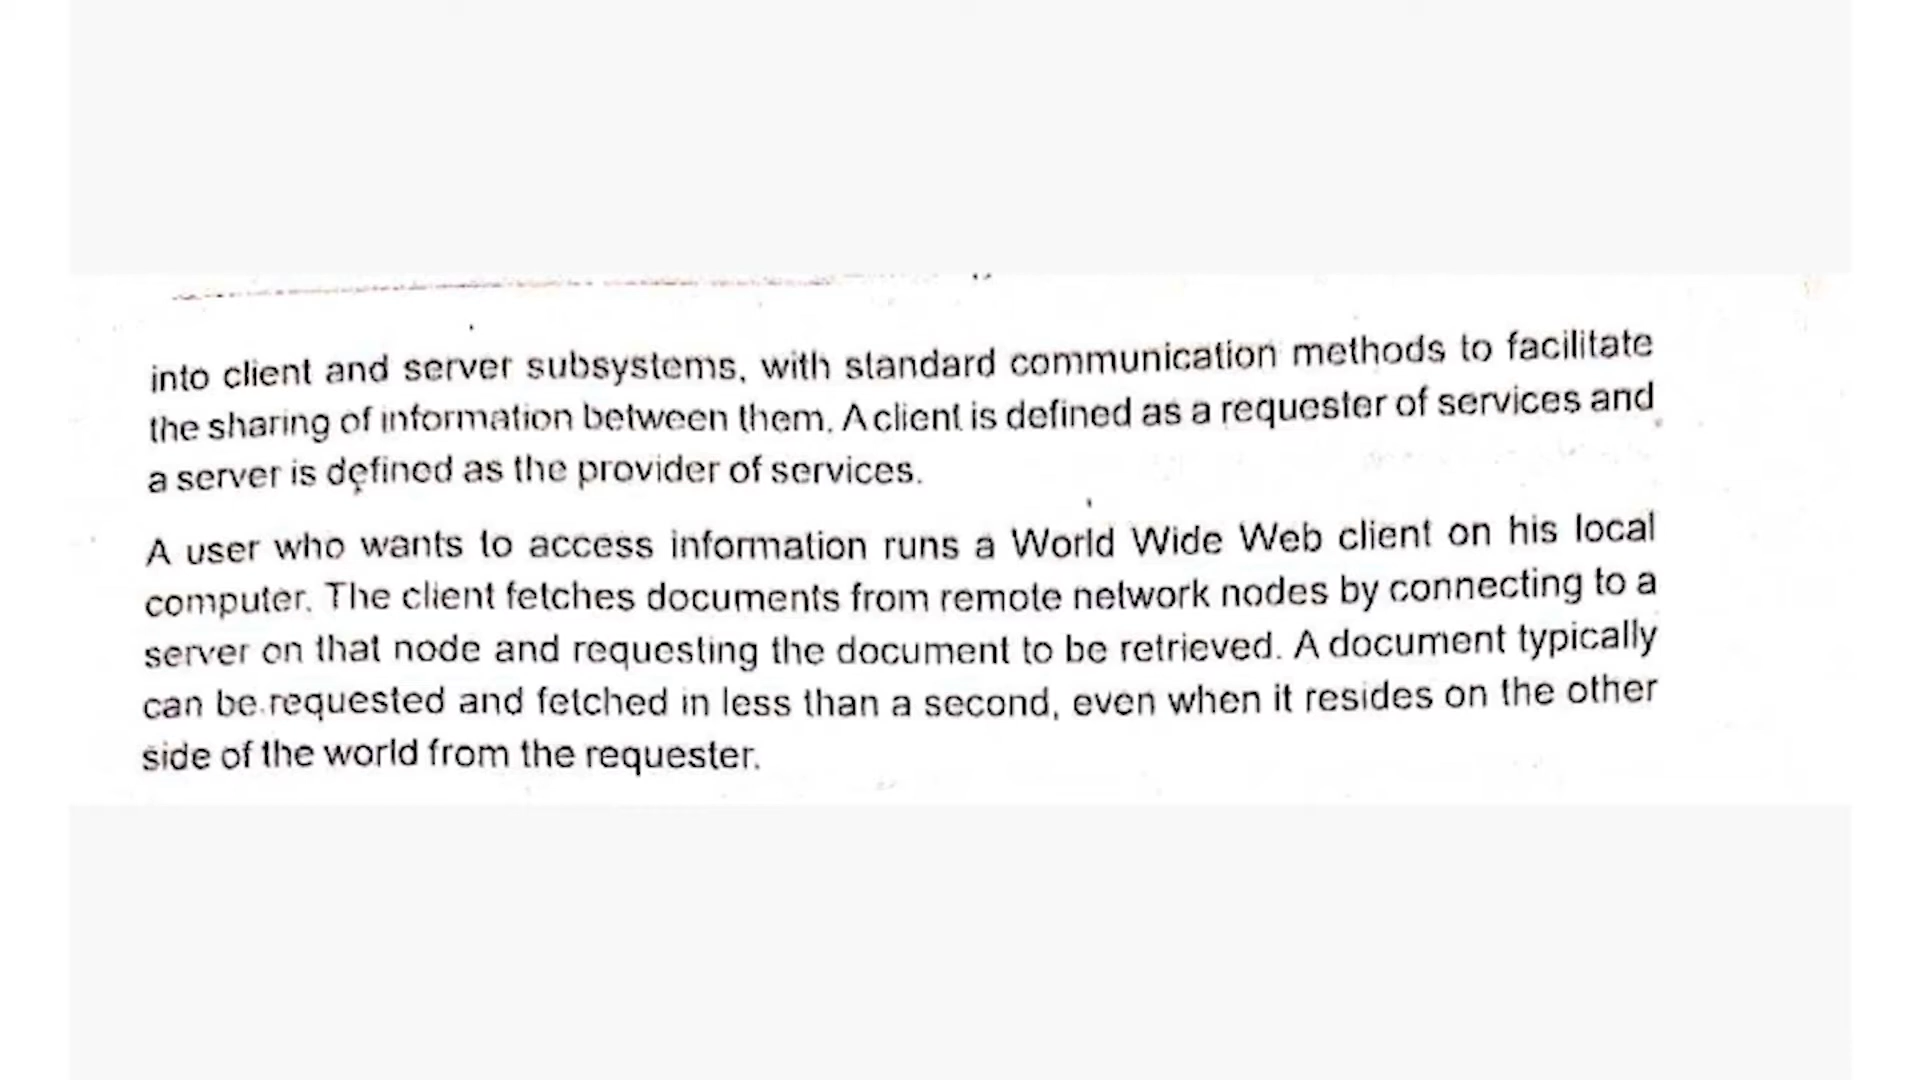 into client and server subsystems, with standard communication methods to facilitate
the sharing of information between them. A client is defined as a requester of services and
a server is defined as the provider of services.
A user who wants to access information runs a World Wide Web client on his local
computer. The client fetches documents from remote network nodes by connecting to a
server on that node and requesting the document to be retrieved. A document typically
can be requested and fetched in less than a second, even when it resides on the other
side of the world from the requester.